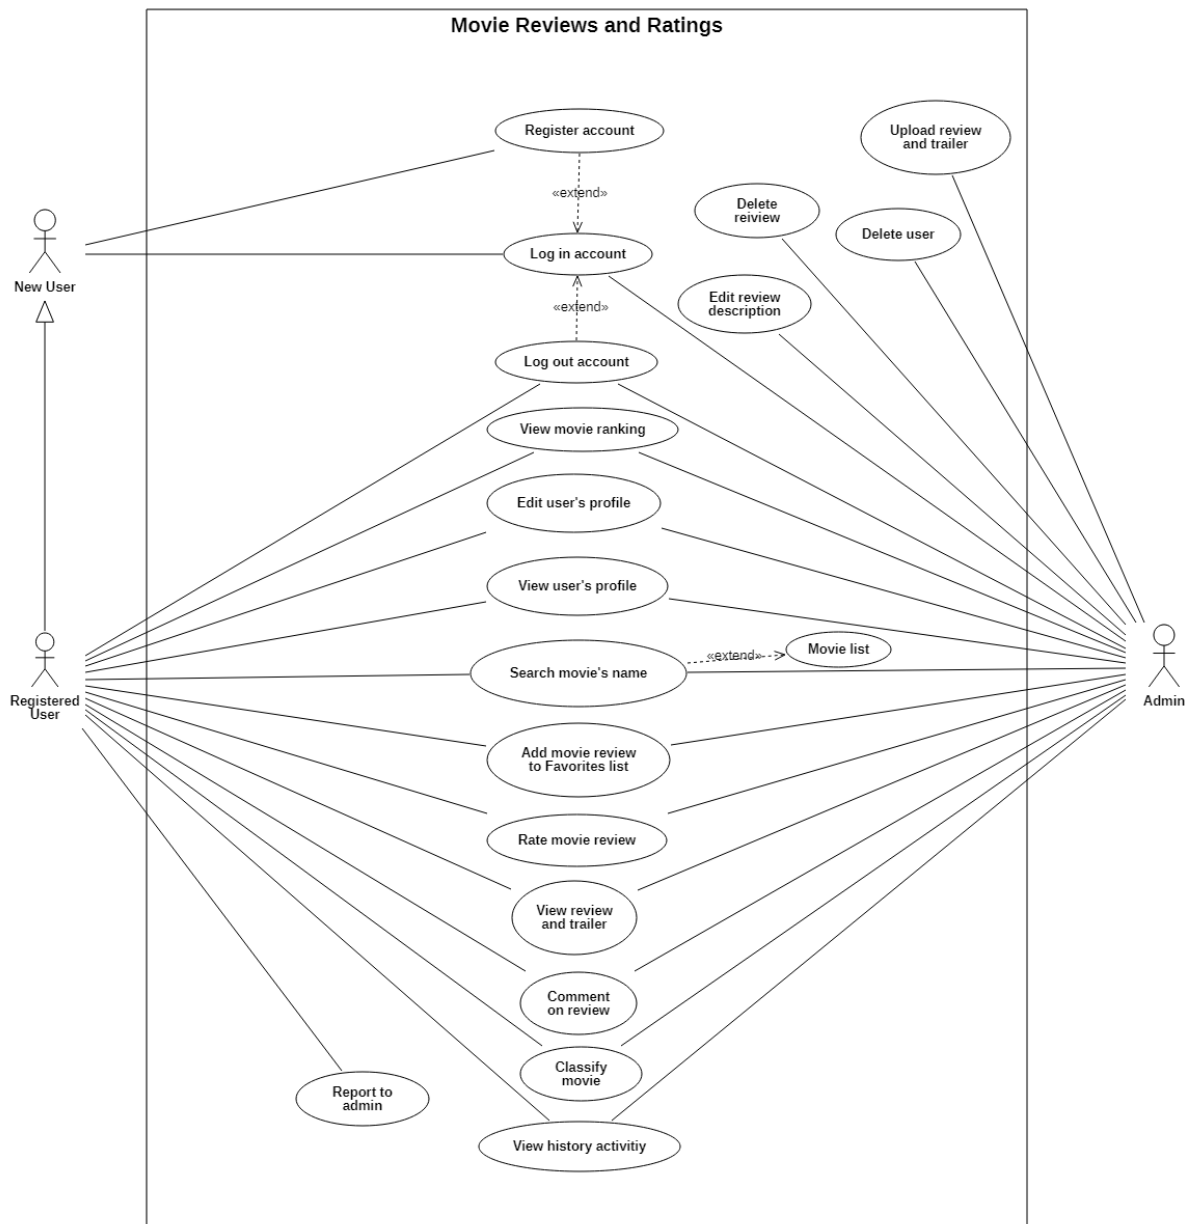 Movie Reviews and Ratings
Register account
Upload review
and trailer
«extend»
Delete
reiview
Delete user
Log in account
New User
Edit review
description
«extend»
Log out account
View movie ranking
Edit user's profile
View user's profile
Movie list
«extend»
Search movie's name
Registered
User
Admin
Add movie review
to Favorites list
Rate movie review
View review
and trailer
Comment
on review
Classify
movie
Report to
admin
View history activitiy